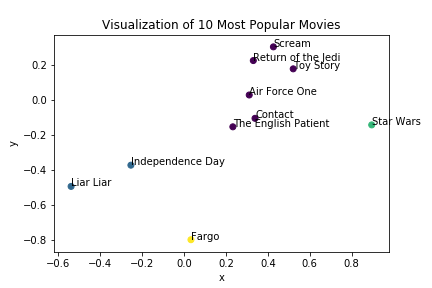 Visualization of 10 Most Popular Movies
Scream
Return of the Jedi
Toy Story
Air Force One
Contact
The English Patient
Star Wars
Independence Day
Liar Liar
Fargo
y
0.2
0.0
−0.2
−0.4
−0.6
−0.8
−0.6
−0.4
−0.2
0.0
0.2
0.4
0.6
0.8
x